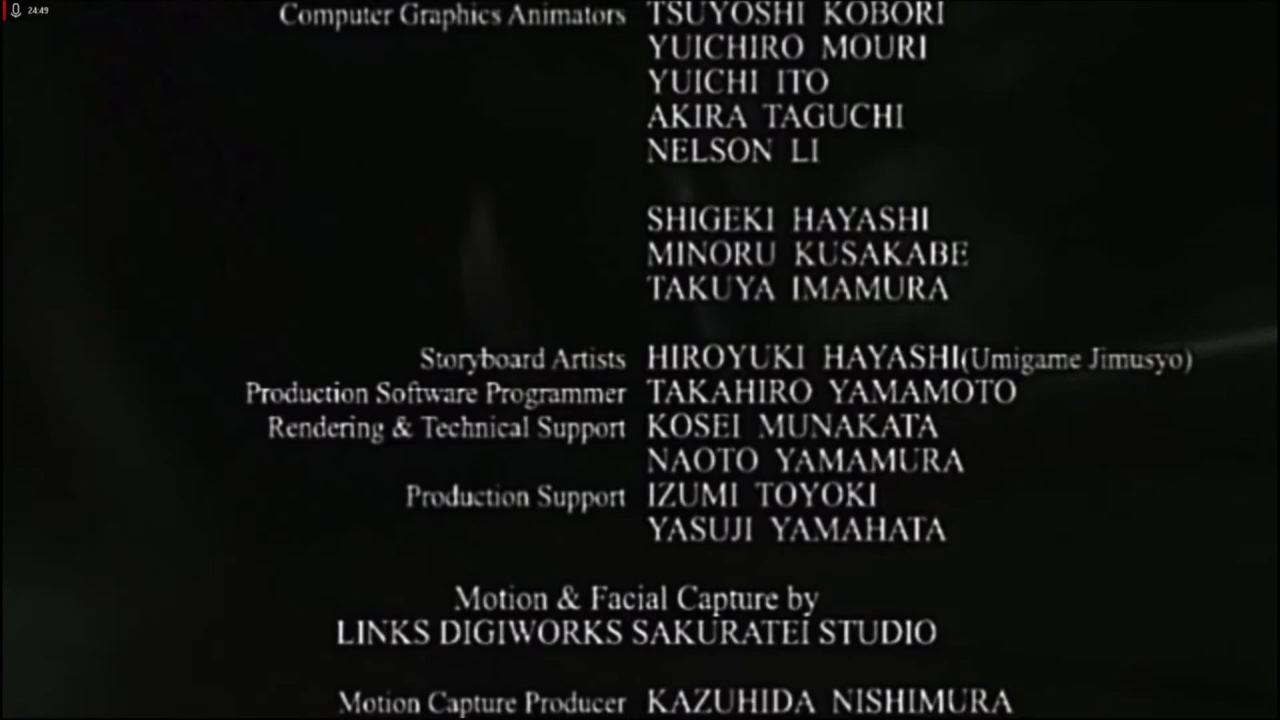 24:49
Computer Graphics Animators TSUYOSHI KOBORI
YUICHIRO MOURI
YUICHI ITO
AKIRA TAGUCHI
NELSON LI
SHIGEKI HAYASHI
MINORU KUSAKABE
TAKUYA IMAMURA
Storyboard Artists HIROYUKI HAYASHI(Umigame Jimusyo)
Production Software Programmer TAKAHIRO YAMAMOTO
Rendering & Technical Support KOSEI MUNAKATA
NAOTO YAMAMURA
Production Support IZUMI TOYOKI
YASUJI YAMAHATA
Motion & Facial Capture by
LINKS DIGIWORKS SAKURATEI STUDIO
Motion Capture Producer KAZUHIDA NISHIMURA